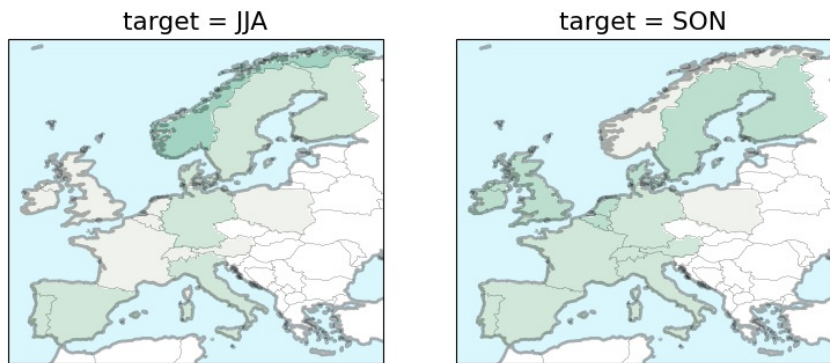 target = JJA
target = SON